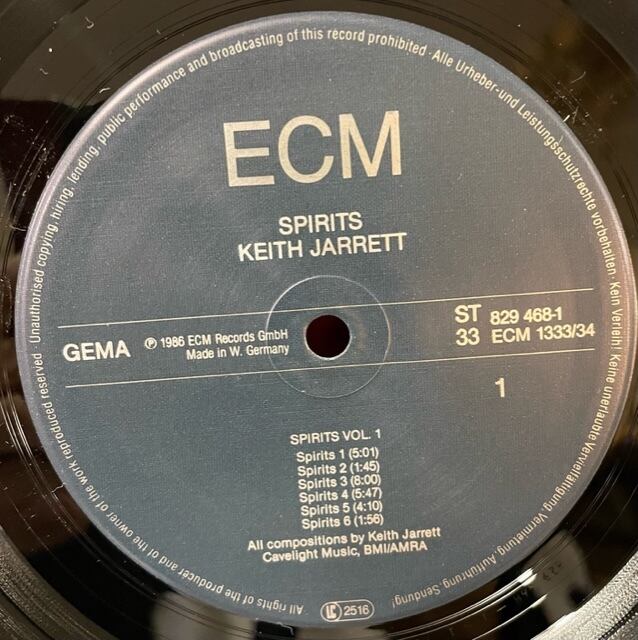 All rights of the producer and of the owner of the work reproduced reserved · Unauthorised copying, hiring, lending, public performance and broadcasting of this record prohibited · Alle Urheber-und Leistungsschutzrechte vorbehalten · Kein Verleih! Keine unerlaubte Vervielfältigung, Vermietung, Aufführung, Sendung!
ECM
SPIRITS
KEITH JARRETT
GEMA
℗ 1986 ECM Records GmbH
Made in W. Germany
ST 829 468-1
33 ECM 1333/34
1
SPIRITS VOL. 1
Spirits 1 (5:01)
Spirits 2 (1:45)
Spirits 3 (8:00)
Spirits 4 (5:47)
Spirits 5 (4:10)
Spirits 6 (1:56)
All compositions by Keith Jarrett
Cavelight Music, BMI/AMRA
LC 2516